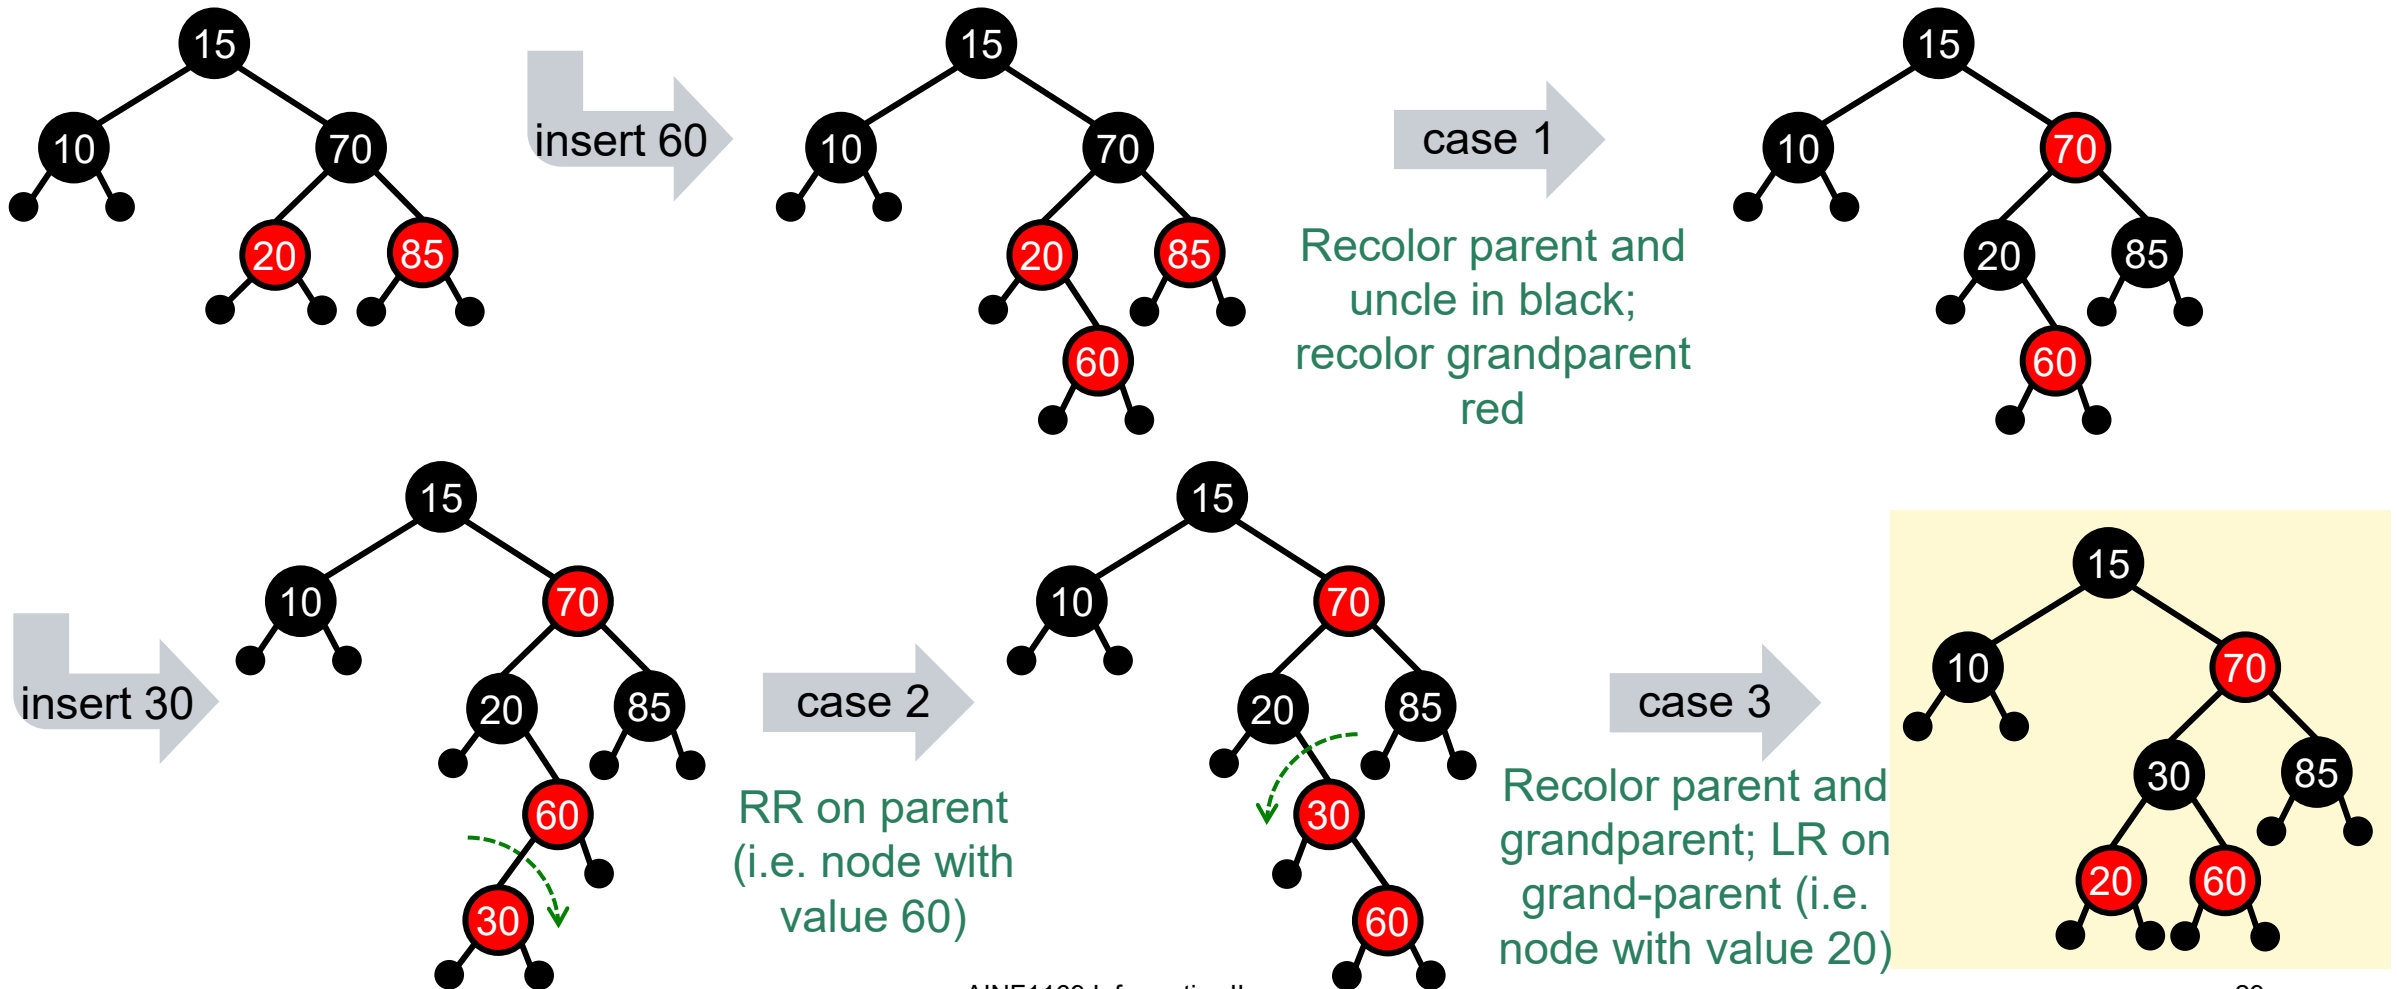 15
10
70
20
85
insert 60
15
10
70
20
85
60
case 1
Recolor parent and
uncle in black;
recolor grandparent
red
15
10
70
20
85
60
insert 30
15
10
70
20
85
60
30
case 2
RR on parent
(i.e. node with
value 60)
15
10
70
20
85
30
60
case 3
Recolor parent and
grandparent; LR on
grand-parent (i.e.
node with value 20)
15
10
70
30
85
20
60